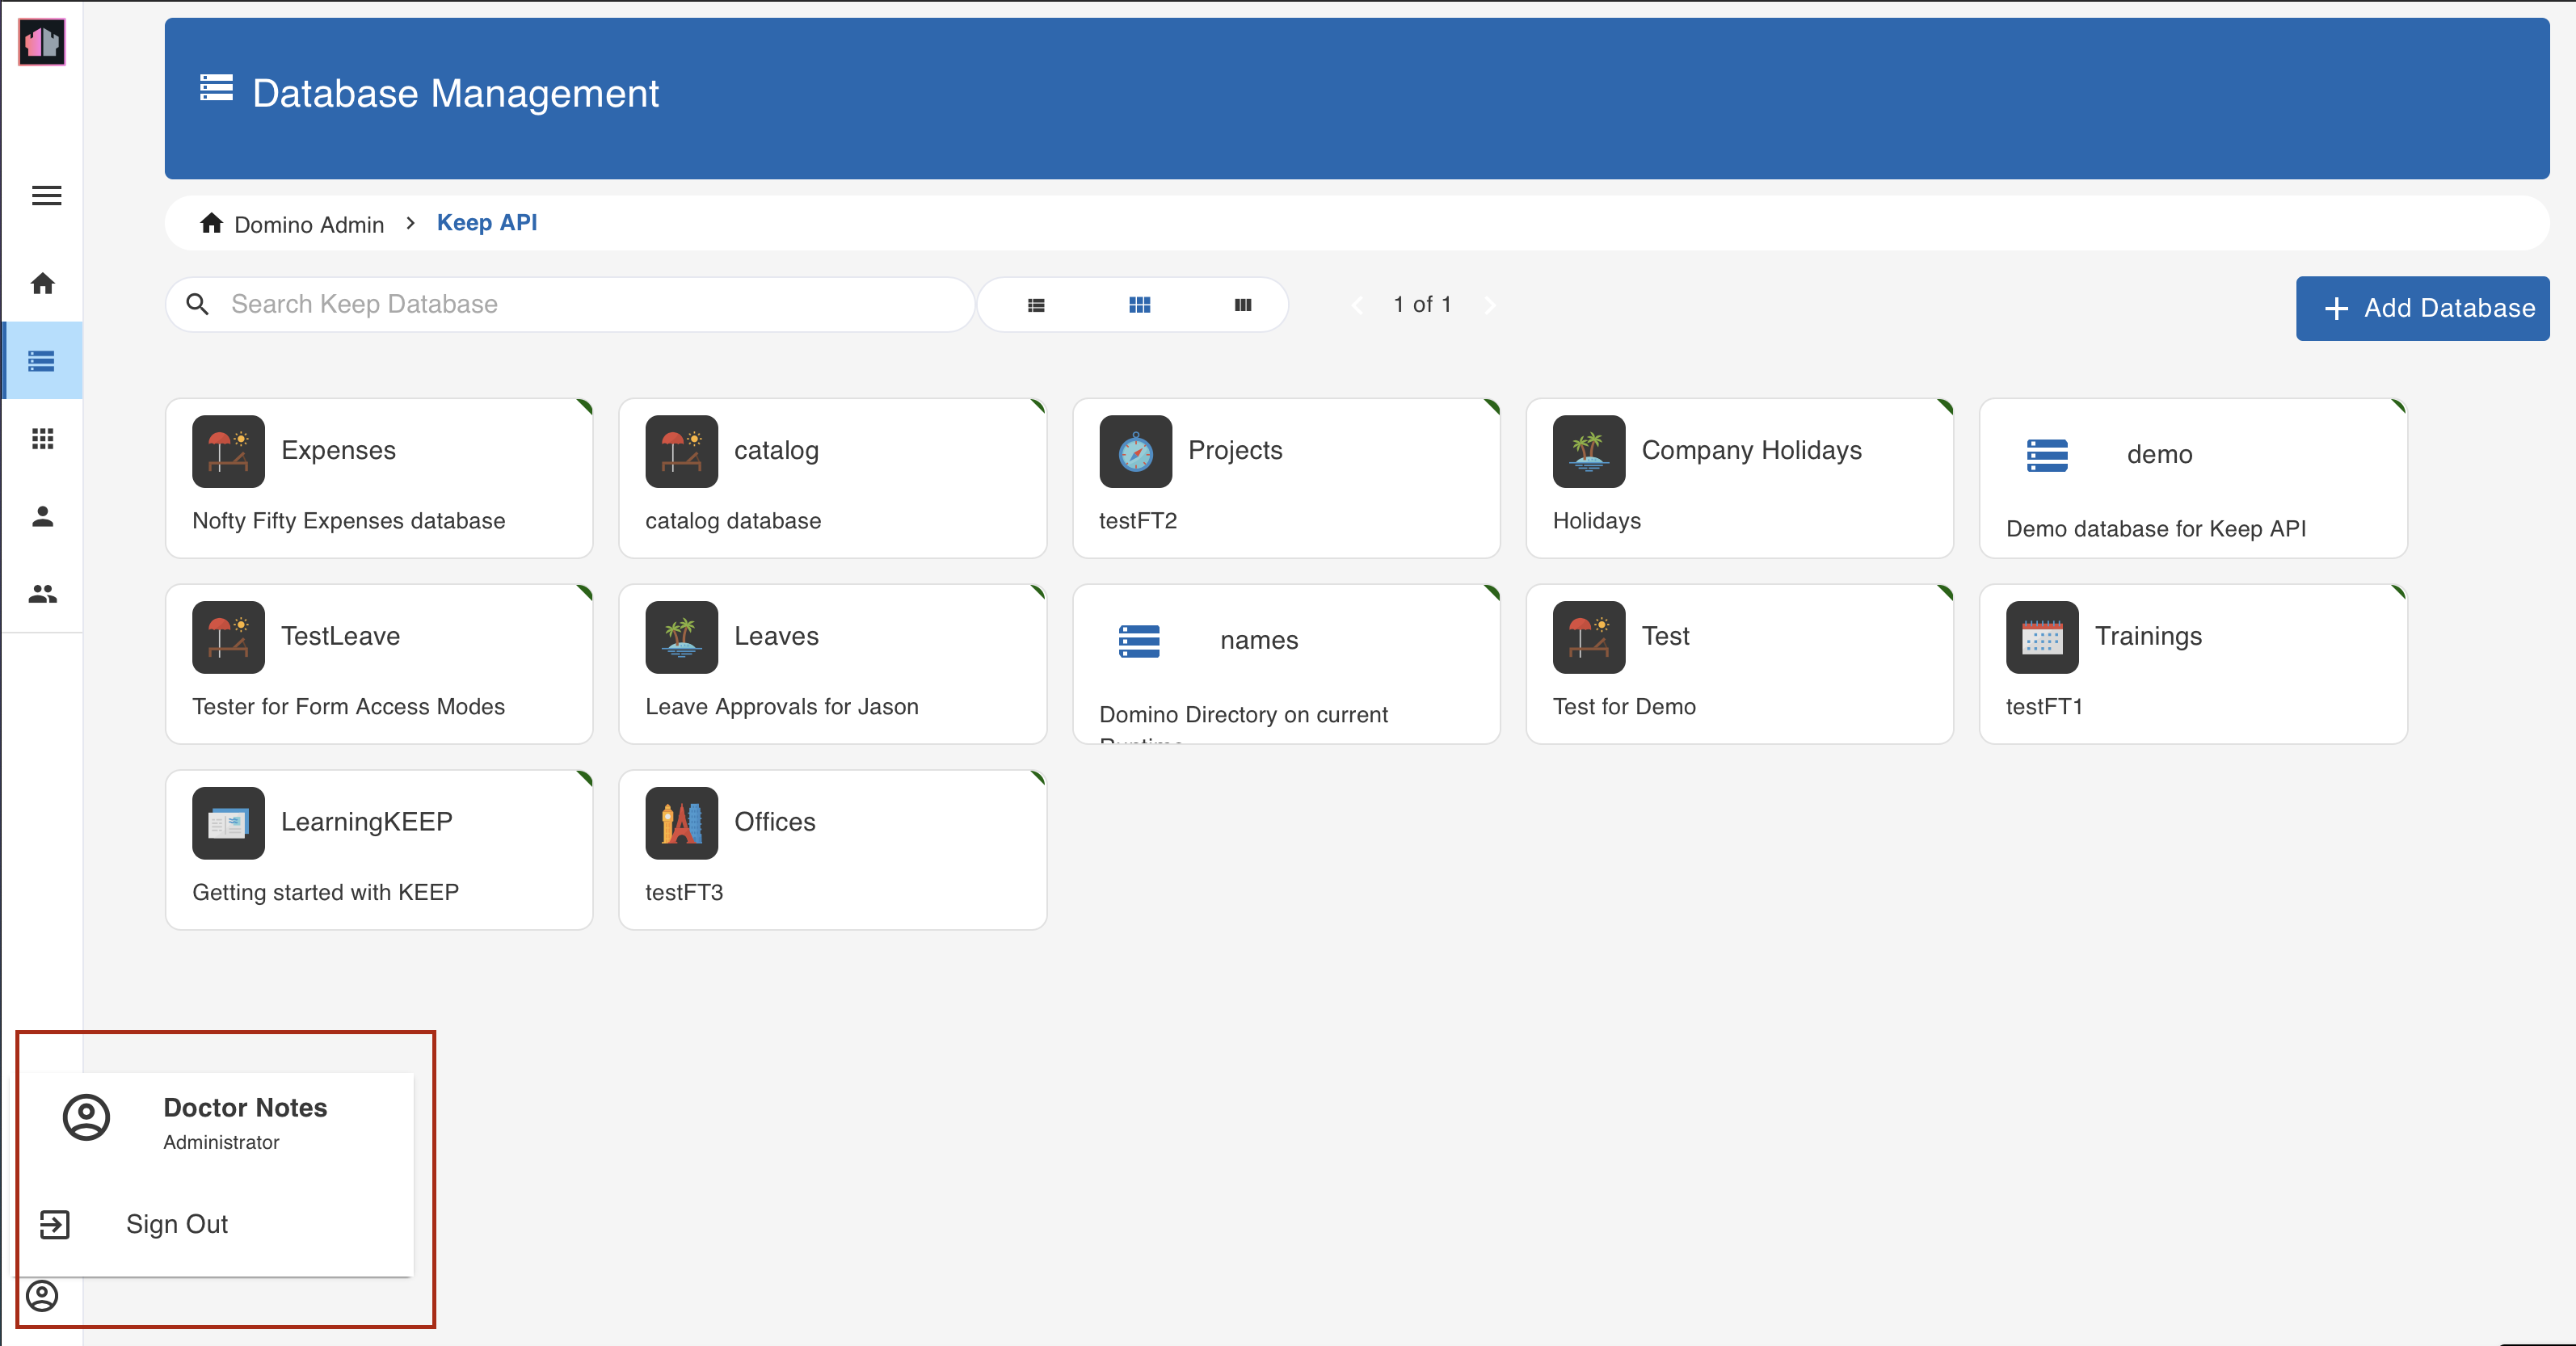 Database Management
Domino Admin > Keep API
Search Keep Database
1 of 1
+ Add Database
Expenses
Nofty Fifty Expenses database
catalog
catalog database
Projects
testFT2
Company Holidays
Holidays
demo
Demo database for Keep API
TestLeave
Tester for Form Access Modes
Leaves
Leave Approvals for Jason
names
Domino Directory on current
Runtime
Test
Test for Demo
Trainings
testFT1
LearningKEEP
Getting started with KEEP
Offices
testFT3
Doctor Notes
Administrator
Sign Out